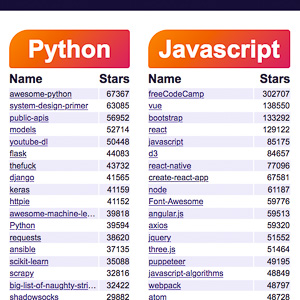 Python
Name Stars
awesome-python 67367
system-design-primer 63085
public-apis 56952
models 52714
youtube-dl 50448
flask 44083
thefuck 43732
django 41565
keras 41159
httpie 41152
awesome-machine-le... 39818
Python 39594
requests 38620
ansible 37135
scikit-learn 35088
scrapy 32816
big-list-of-naughty-stri... 32422
shadowsocks 29882
Javascript
Name Stars
freeCodeCamp 302707
vue 138550
bootstrap 133292
react 129122
javascript 85175
d3 84657
react-native 77096
create-react-app 67581
node 61187
Font-Awesome 59776
angular.js 59513
axios 59320
jquery 51552
three.js 51464
puppeteer 49195
javascript-algorithms 48849
webpack 48797
atom 48728